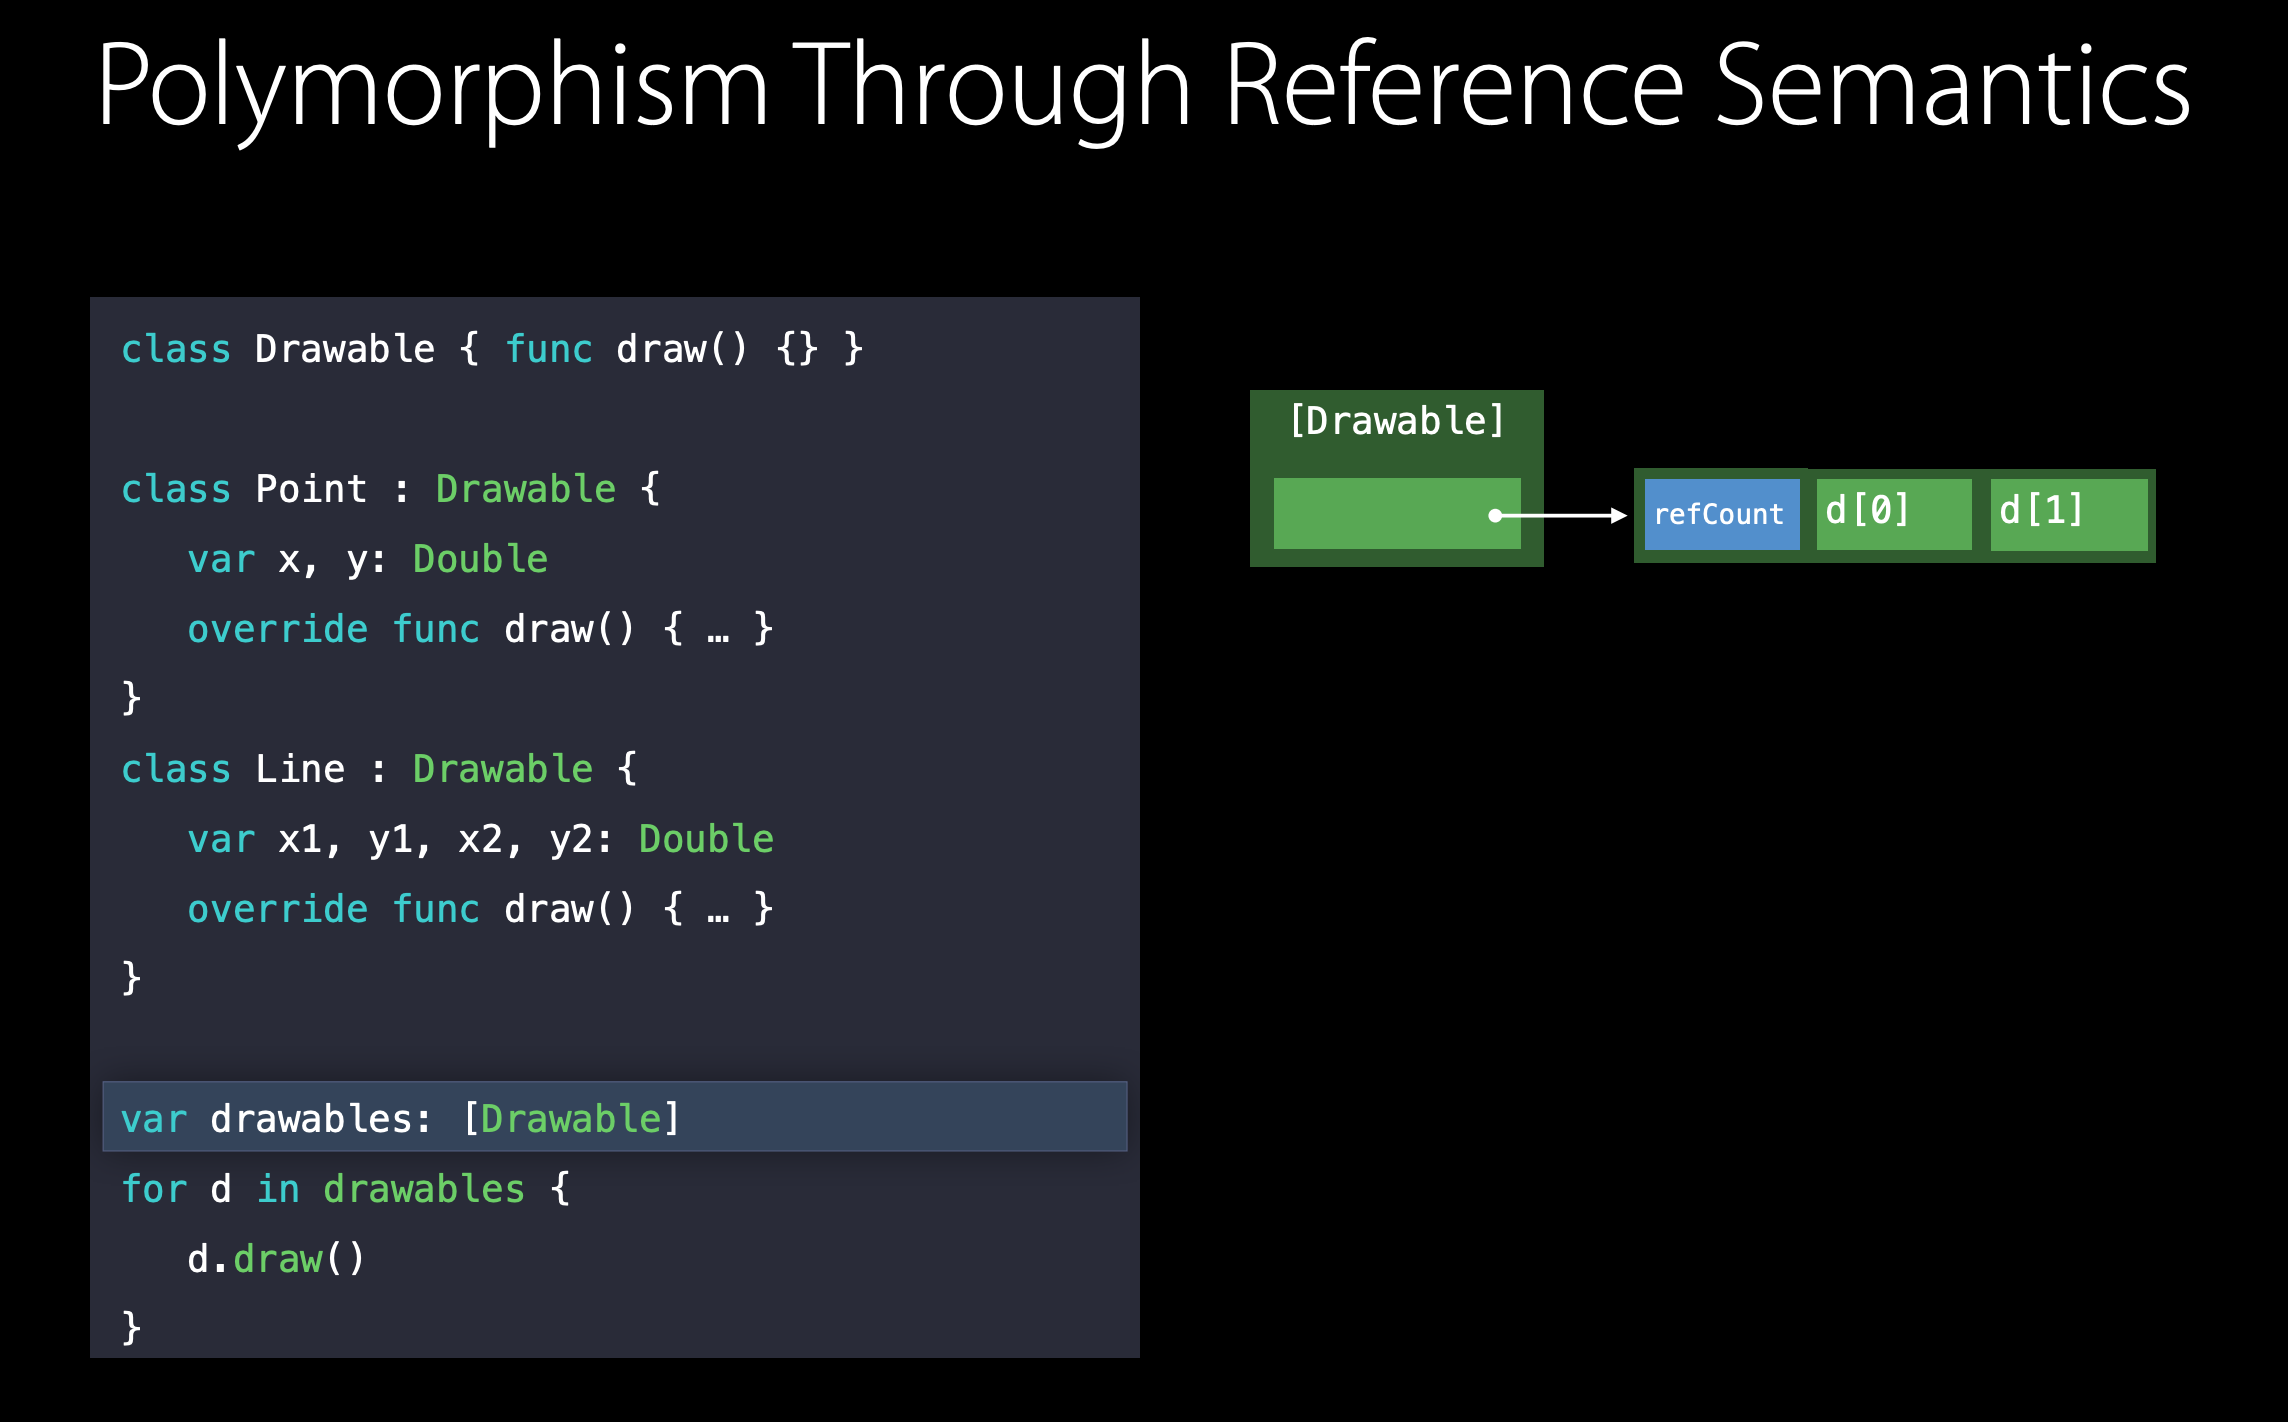 Polymorphism Through Reference Semantics
class Drawable { func draw() {} }
class Point : Drawable {
   var x, y: Double
   override func draw() { … }
}
class Line : Drawable {
   var x1, y1, x2, y2: Double
   override func draw() { … }
}
var drawables: [Drawable]
for d in drawables {
   d.draw()
}
[Drawable]
refCount d[0] d[1]